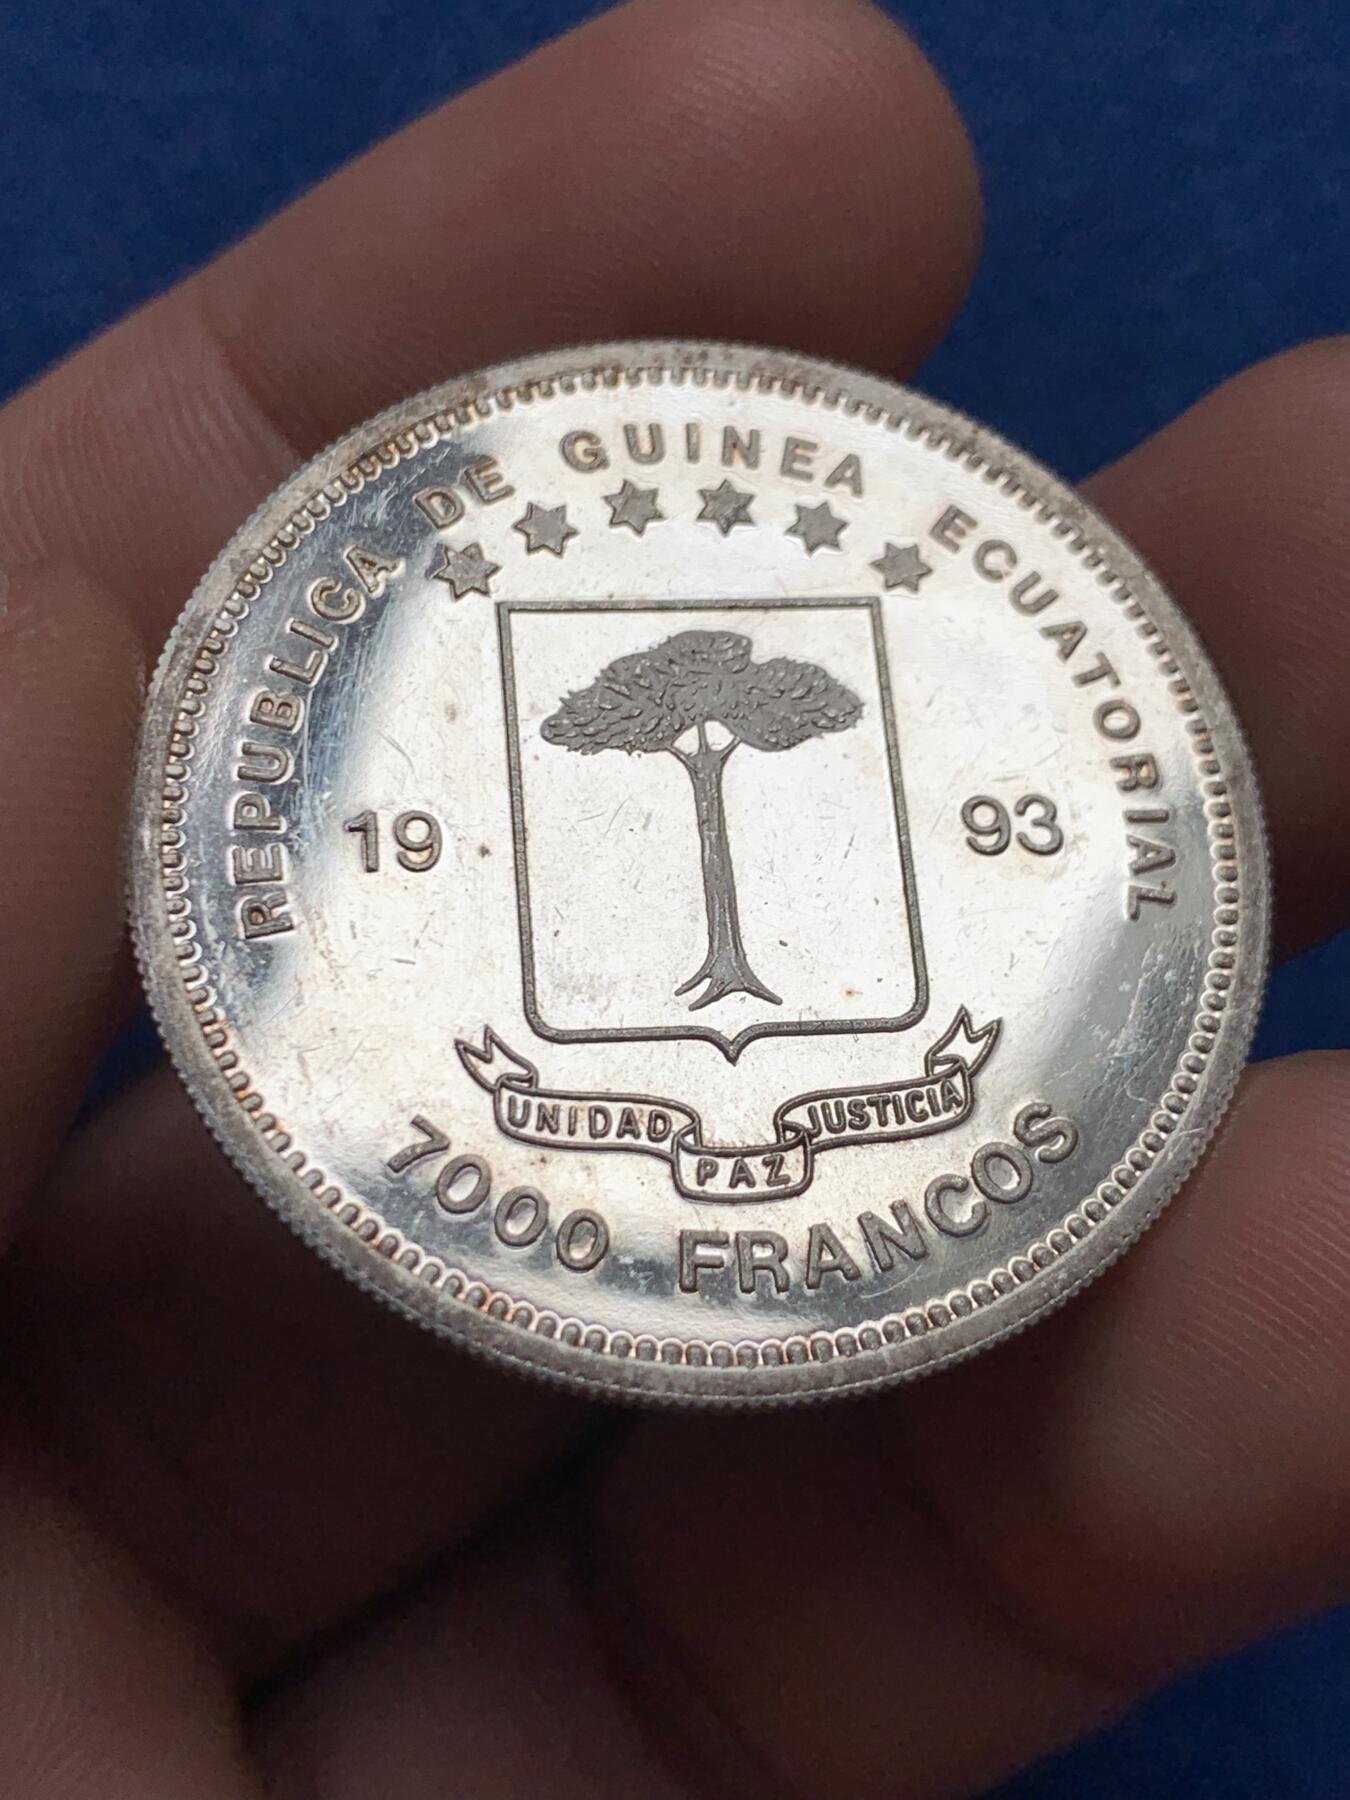 REPUBLICA DE GUINEA ECUATORIAL
19 93
UNIDAD PAZ JUSTICIA
7000 FRANCOS